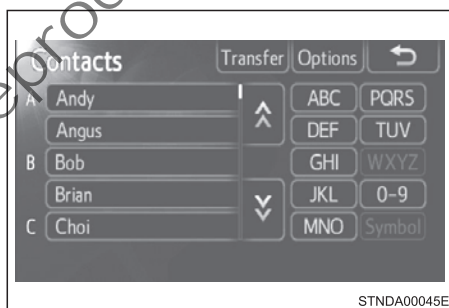 Contacts Transfer Options
A Andy ABC PQRS
Angus DEF TUV
B Bob GHI WXYZ
Brian JKL 0-9
C Choi MNO Symbol
STNDA00045E